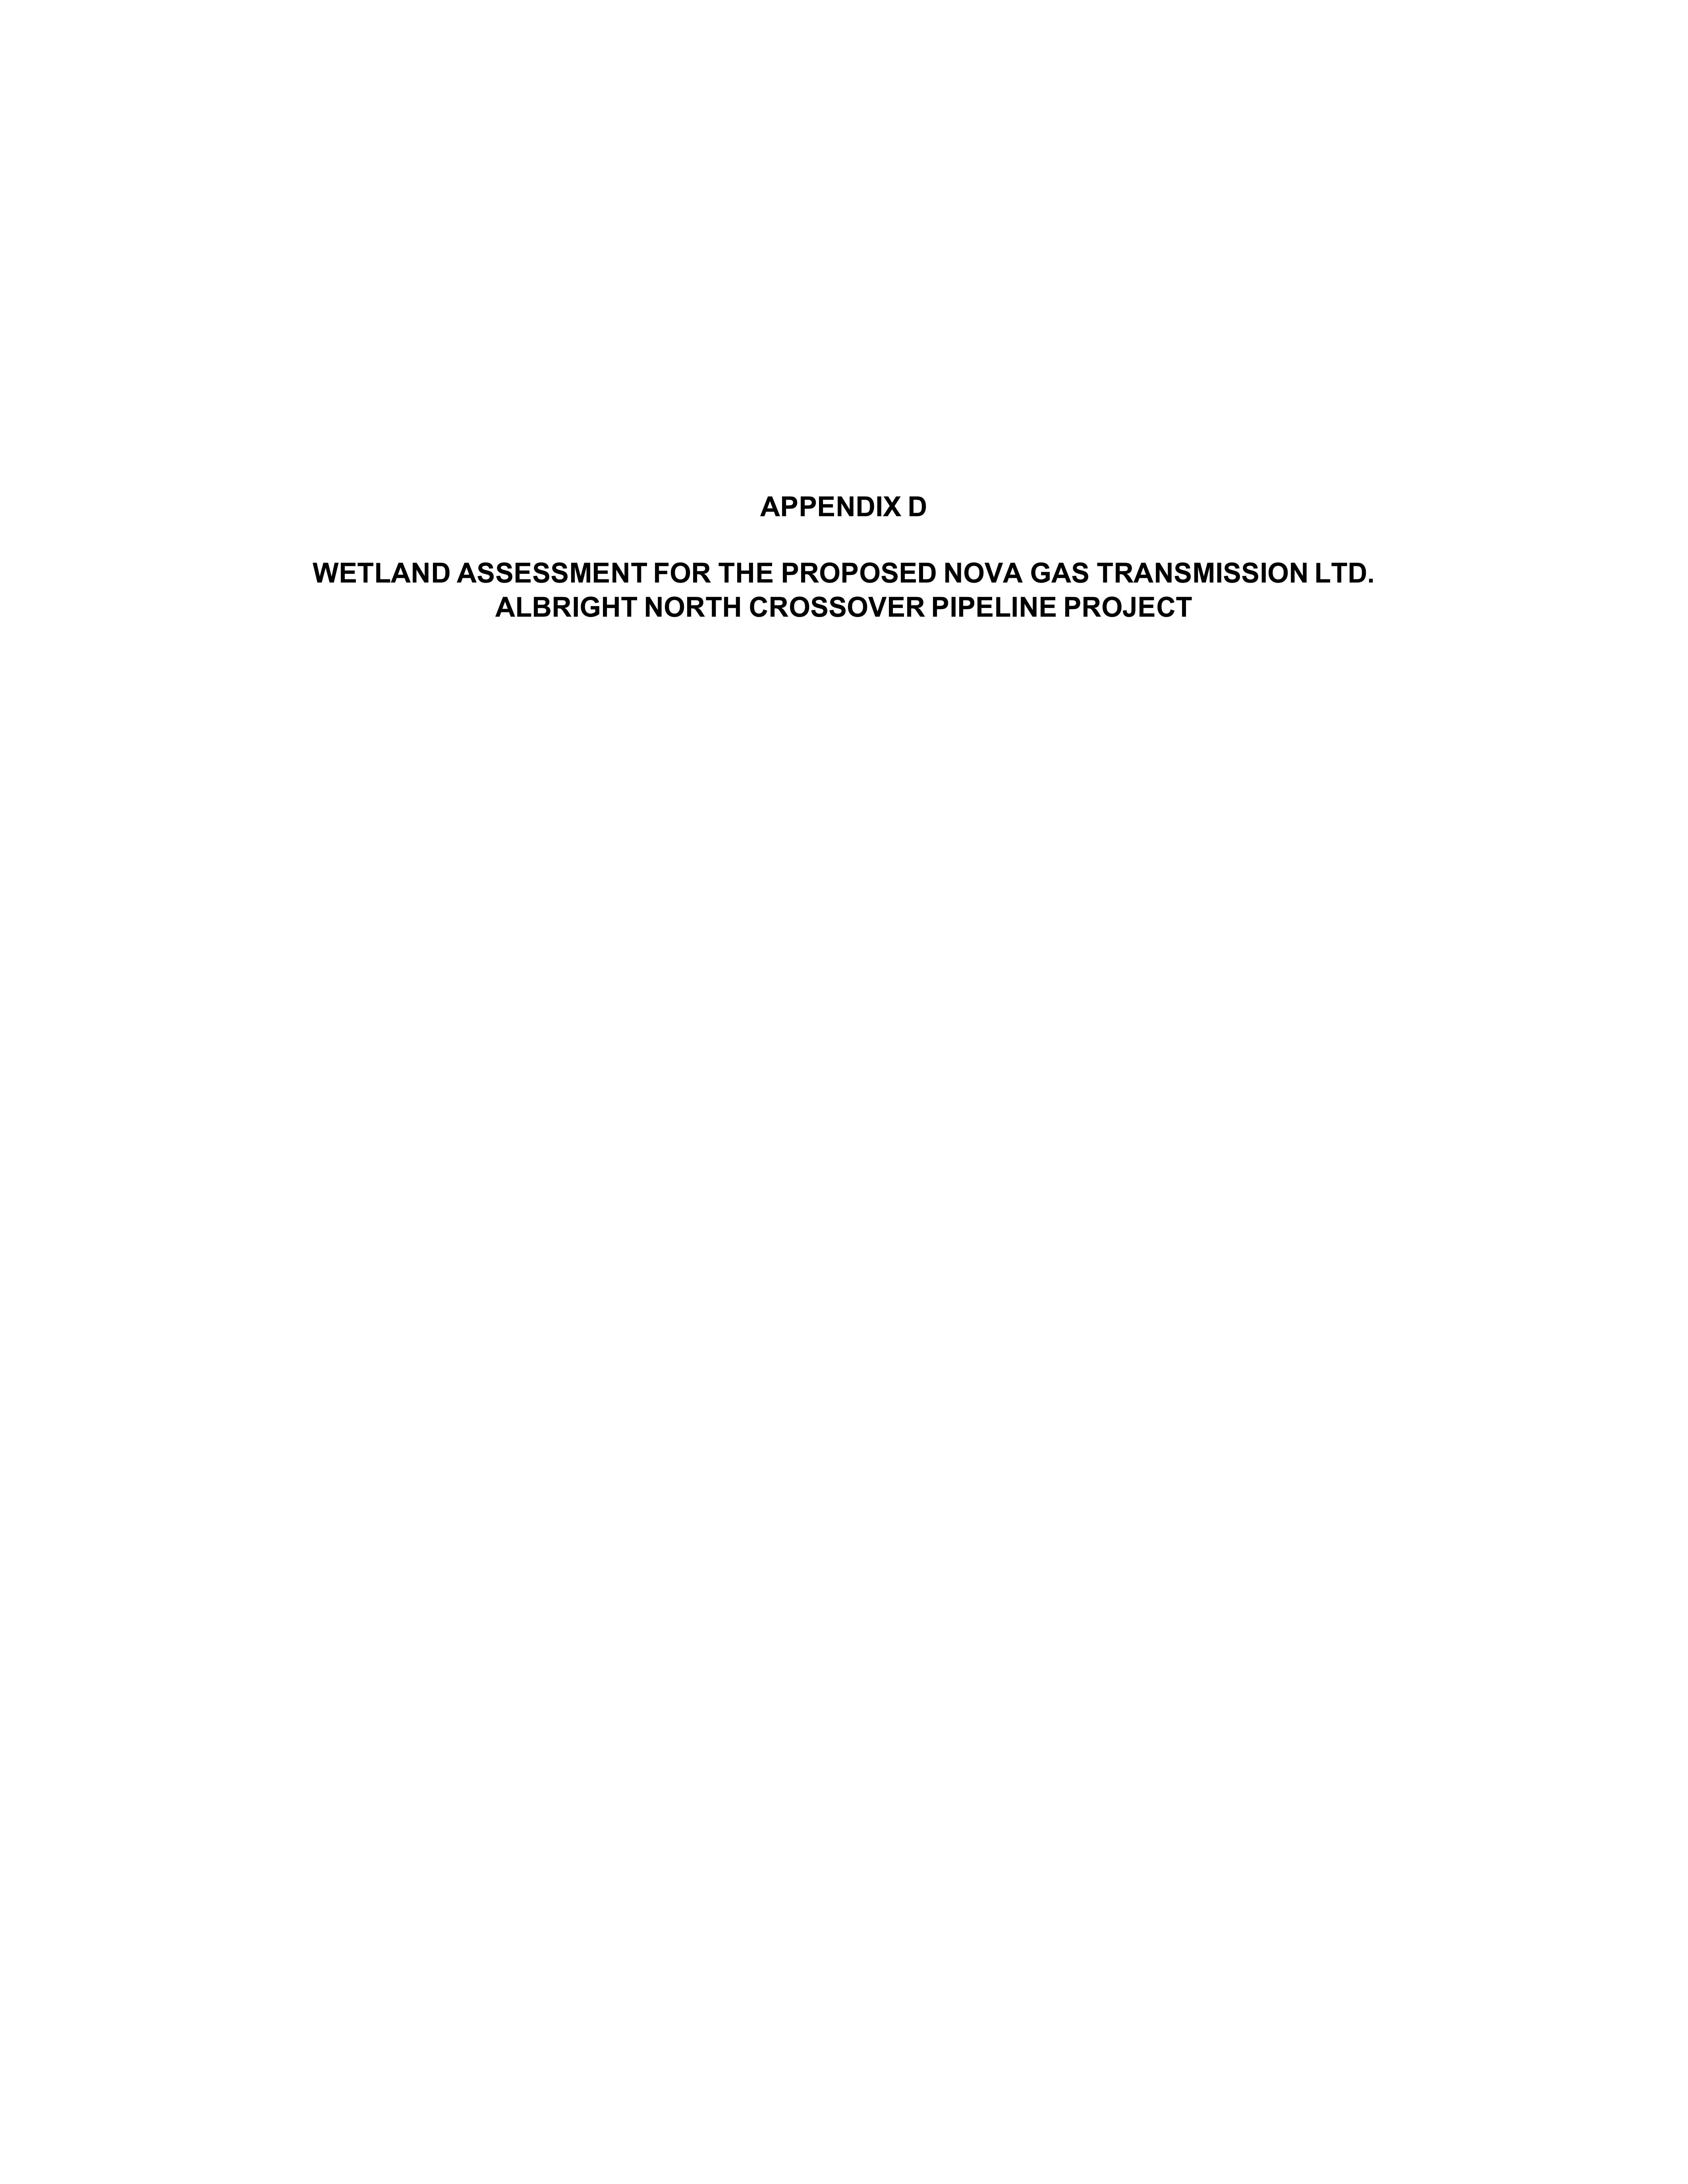 APPENDIX D
WETLAND ASSESSMENT FOR THE PROPOSED NOVA GAS TRANSMISSION LTD.
ALBRIGHT NORTH CROSSOVER PIPELINE PROJECT